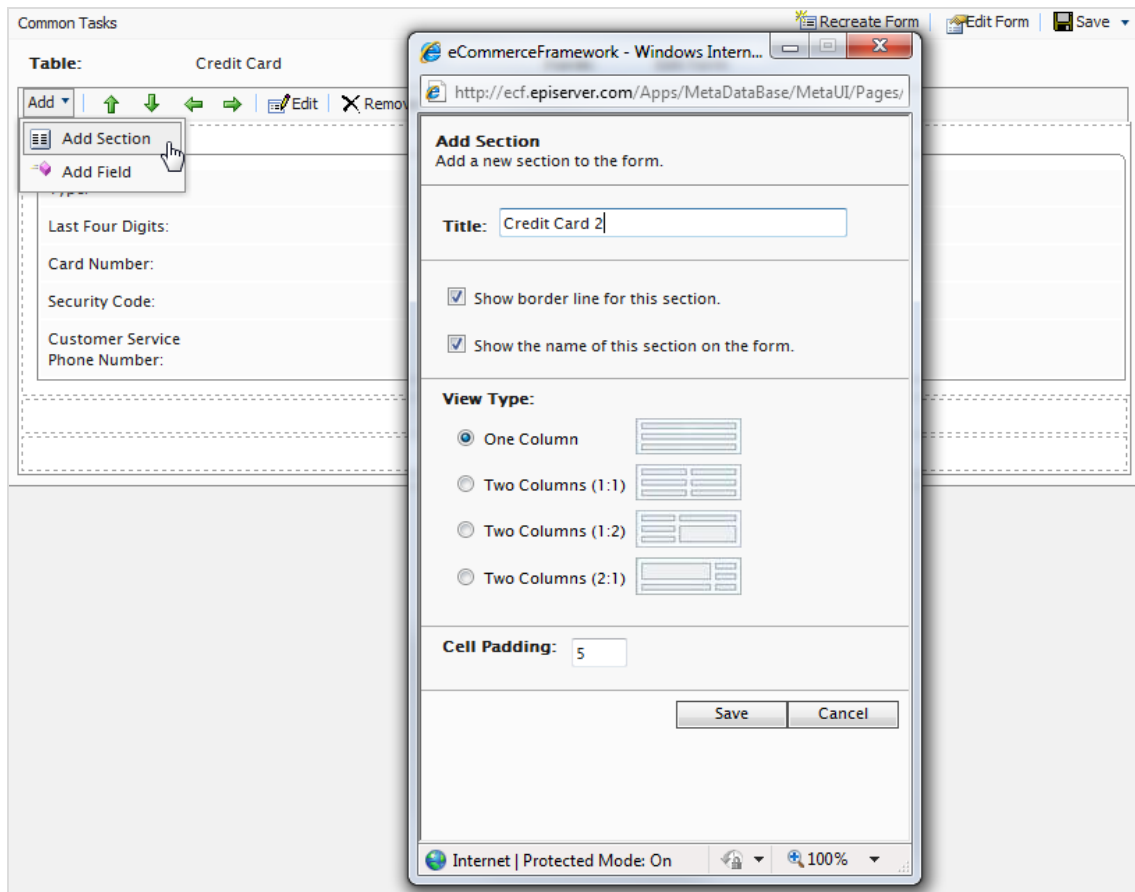 Common Tasks
Recreate Form
Edit Form
Save
Table:
Credit Card
Add
Edit
Remov
Add Section
Add Field
Last Four Digits:
Card Number:
Security Code:
Customer Service
Phone Number:
eCommerceFramework - Windows Intern...
http://ecf.episerver.com/Apps/MetaDataBase/MetaUI/Pages/
Add Section
Add a new section to the form.
Title:
Credit Card 2
Show border line for this section.
Show the name of this section on the form.
View Type:
One Column
Two Columns (1:1)
Two Columns (1:2)
Two Columns (2:1)
Cell Padding:
5
Save
Cancel
Internet | Protected Mode: On
100%